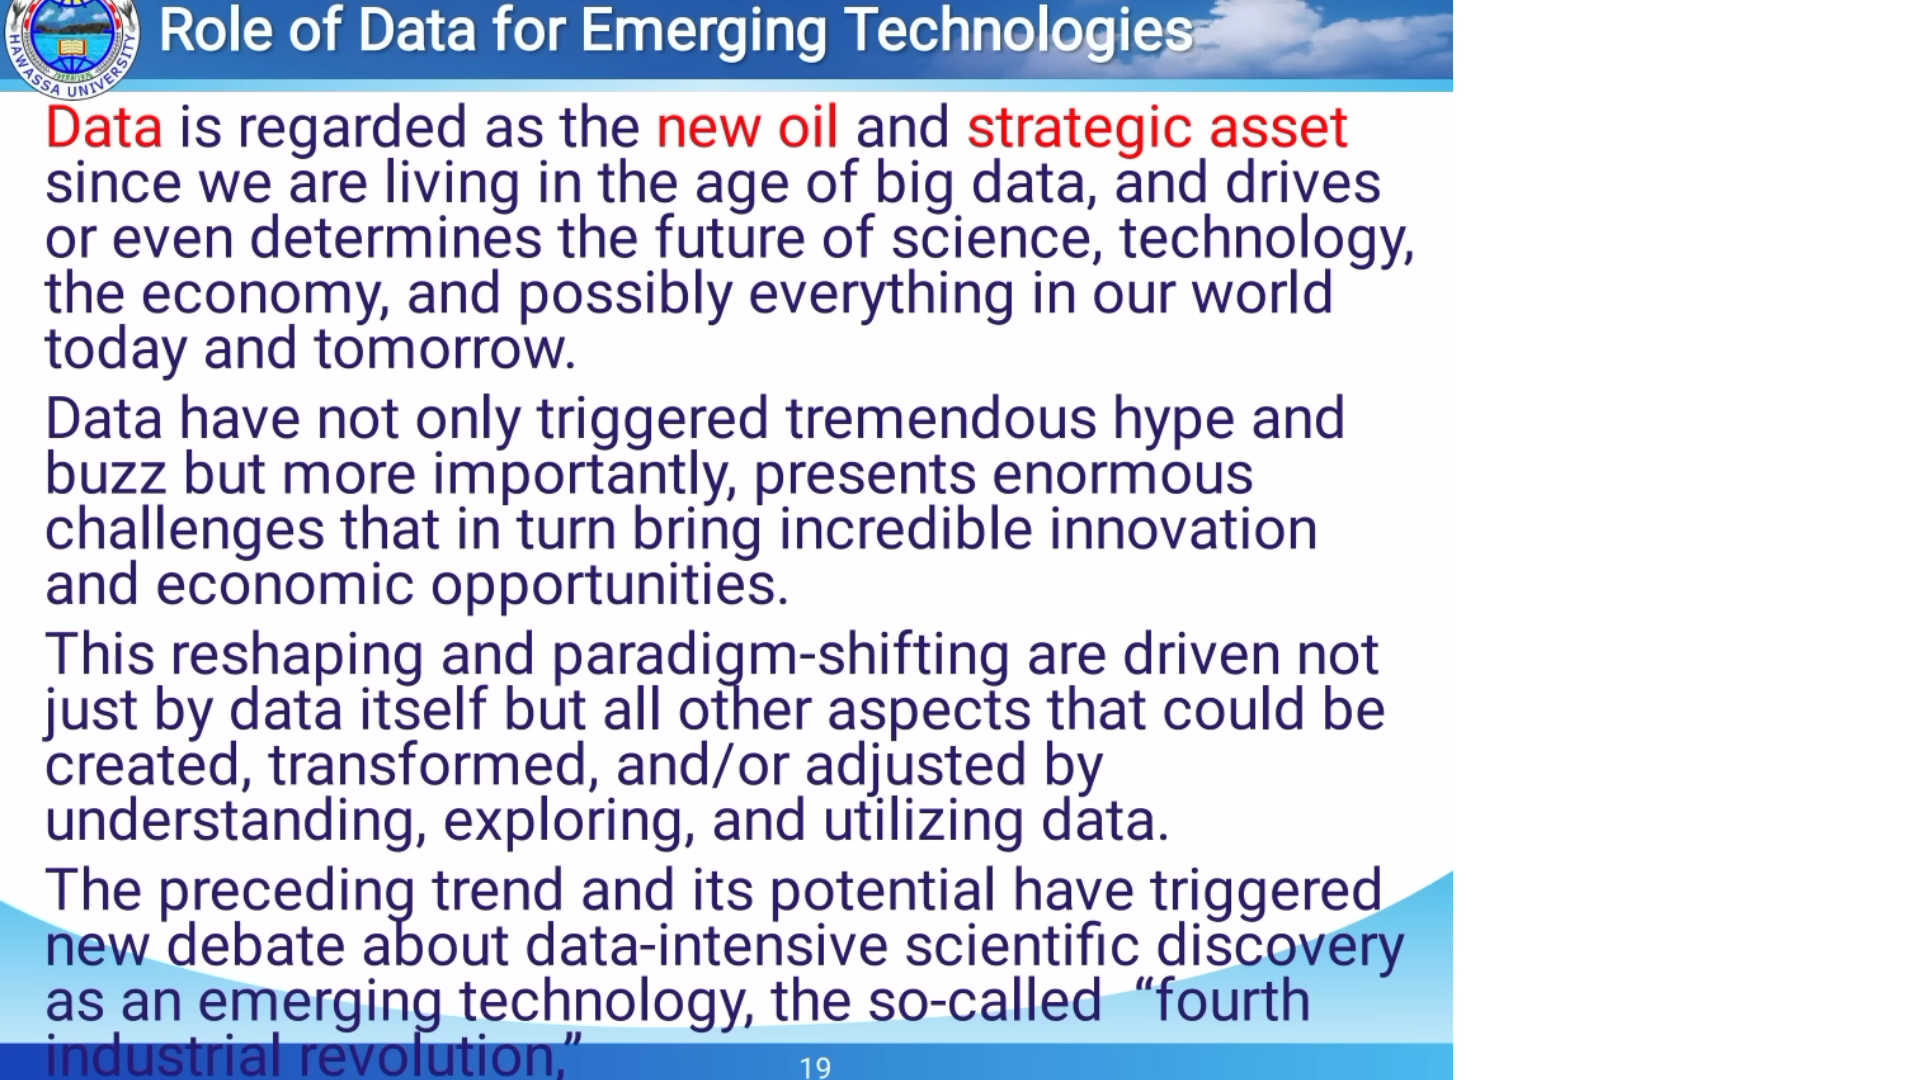 Role of Data for Emerging Technologies
HAWASSA UNIVERSITY
Data is regarded as the new oil and strategic asset
since we are living in the age of big data, and drives
or even determines the future of science, technology,
the economy, and possibly everything in our world
today and tomorrow.
Data have not only triggered tremendous hype and
buzz but more importantly, presents enormous
challenges that in turn bring incredible innovation
and economic opportunities.
This reshaping and paradigm-shifting are driven not
just by data itself but all other aspects that could be
created, transformed, and/or adjusted by
understanding, exploring, and utilizing data.
The preceding trend and its potential have triggered
new debate about data-intensive scientific discovery
as an emerging technology, the so-called “fourth
industrial revolution,”
19